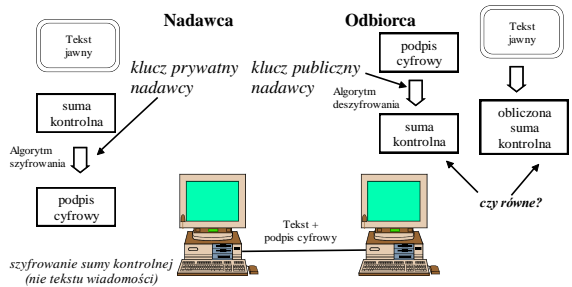 Nadawca
Odbiorca
Tekst
jawny
klucz prywatny
nadawcy
suma
kontrolna
Algorytm
szyfrowania
podpis
cyfrowy
szyfrowanie sumy kontrolnej
(nie tekstu wiadomości)
Tekst +
podpis cyfrowy
klucz publiczny
nadawcy
podpis
cyfrowy
Algorytm
deszyfrowania
suma
kontrolna
Tekst
jawny
obliczona
suma
kontrolna
czy równe?